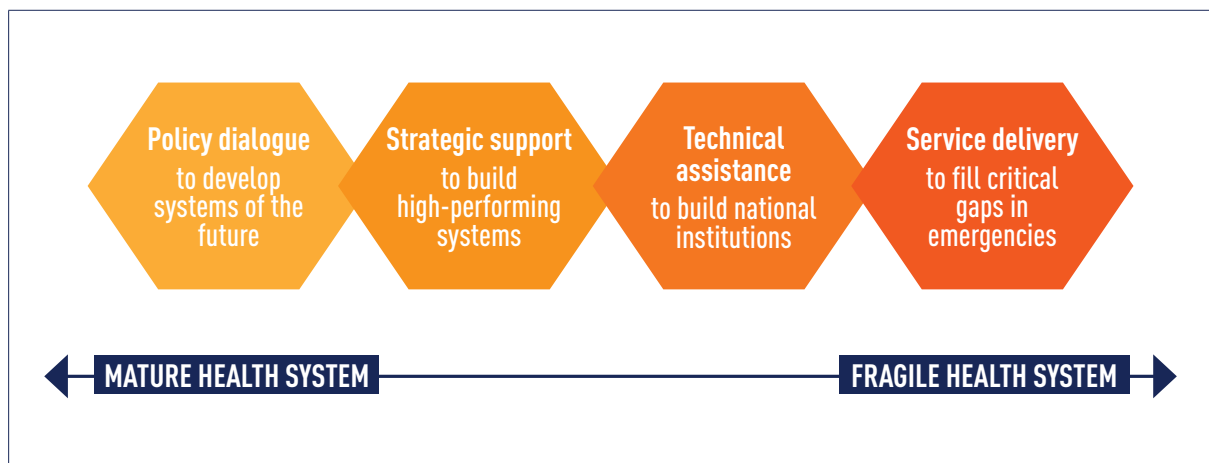 Policy dialogue
to develop
systems of the
future
Strategic support
to build
high-performing
systems
Technical
assistance
to build national
institutions
Service delivery
to fill critical
gaps in
emergencies
MATURE HEALTH SYSTEM
FRAGILE HEALTH SYSTEM